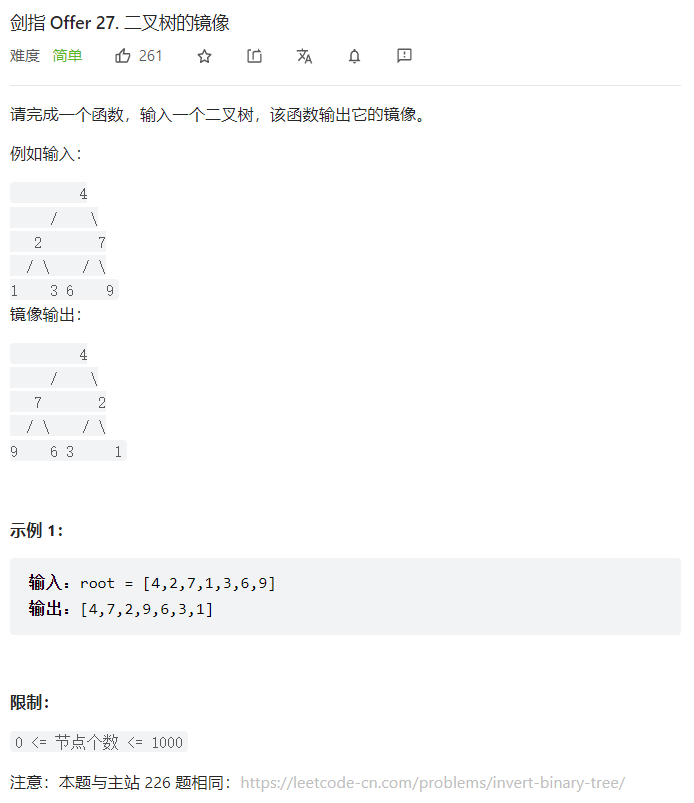 剑指 Offer 27. 二叉树的镜像
难度 简单 261
请完成一个函数，输入一个二叉树，该函数输出它的镜像。
例如输入：
4
/ \
2 7
/ \ / \
1 3 6 9
镜像输出：
4
/ \
7 2
/ \ / \
9 6 3 1
示例 1：
输入：root = [4,2,7,1,3,6,9]
输出：[4,7,2,9,6,3,1]
限制：
0 <= 节点个数 <= 1000
注意：本题与主站 226 题相同：https://leetcode-cn.com/problems/invert-binary-tree/